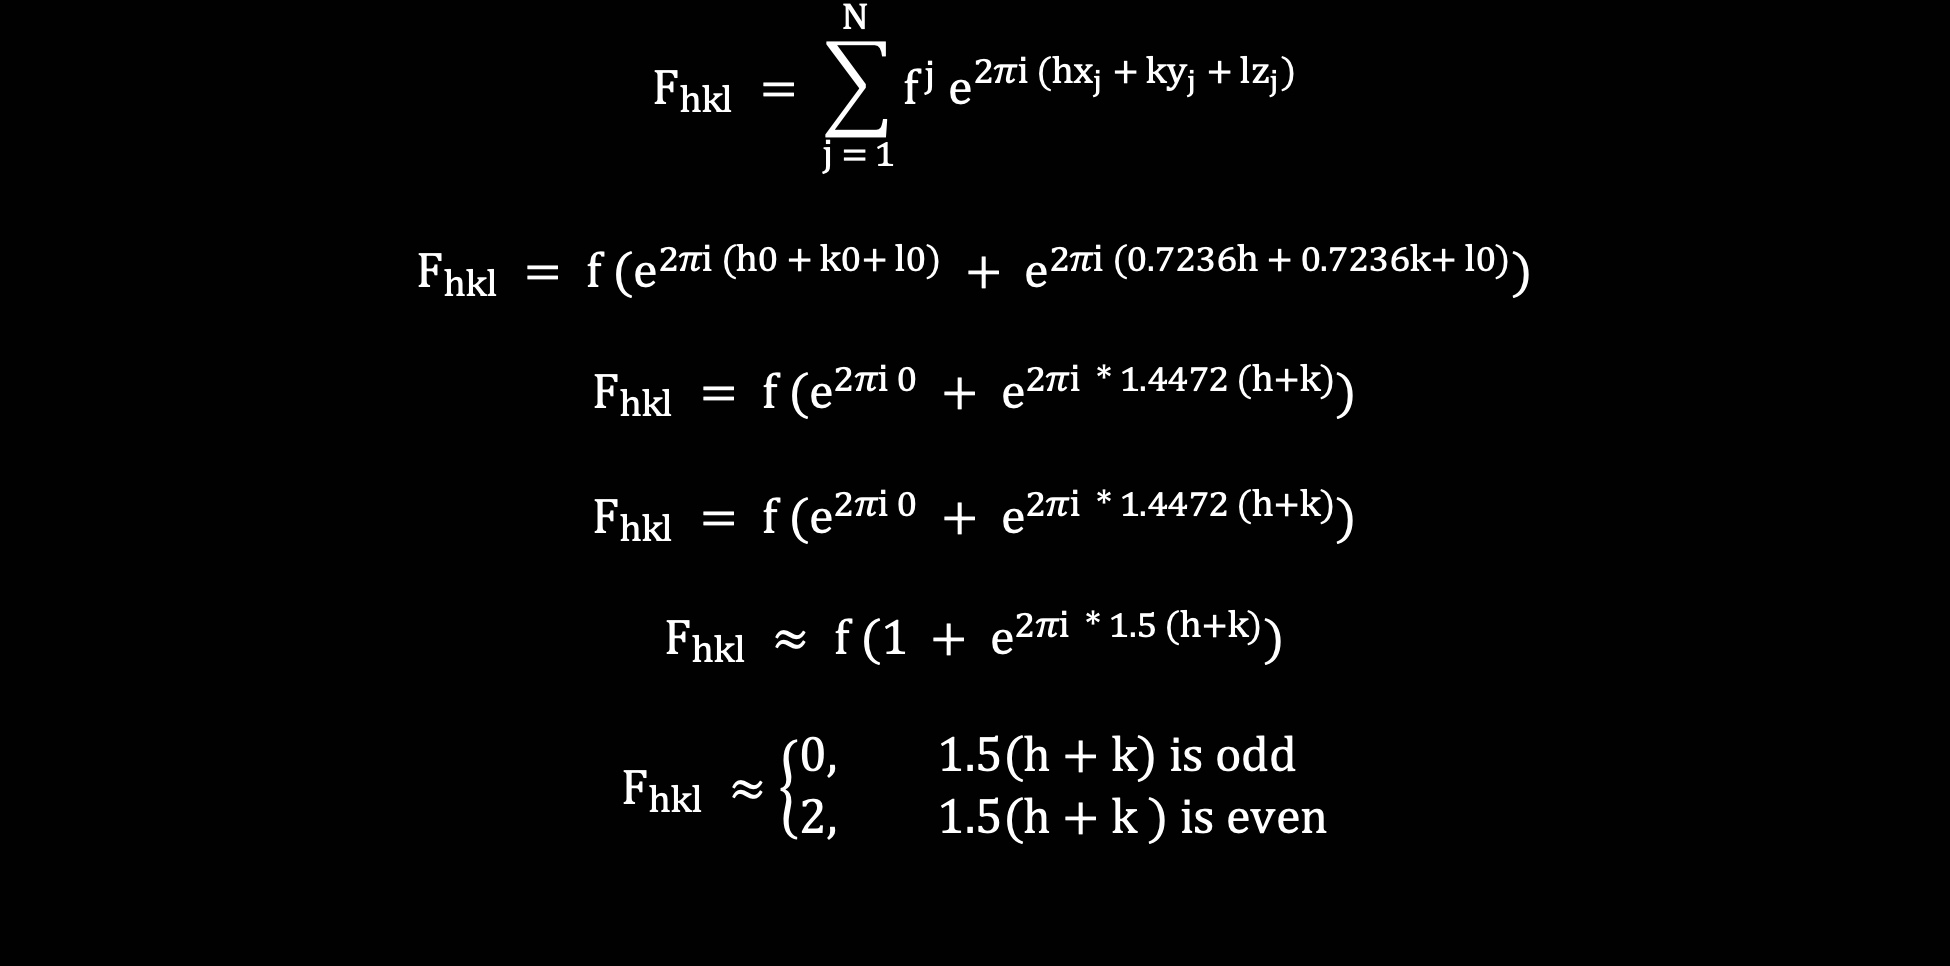 F_hkl = \sum_{j = 1}^{N} f^j e^{2πi (hx_j + ky_j + lz_j)}
F_hkl = f (e^{2πi (h0 + k0+ l0)} + e^{2πi (0.7236h + 0.7236k+ l0)})
F_hkl = f (e^{2πi 0} + e^{2πi * 1.4472 (h+k)})
F_hkl = f (e^{2πi 0} + e^{2πi * 1.4472 (h+k)})
F_hkl ≈ f (1 + e^{2πi * 1.5 (h+k)})
F_hkl ≈ { 0, 1.5(h + k) is odd
2, 1.5(h + k ) is even